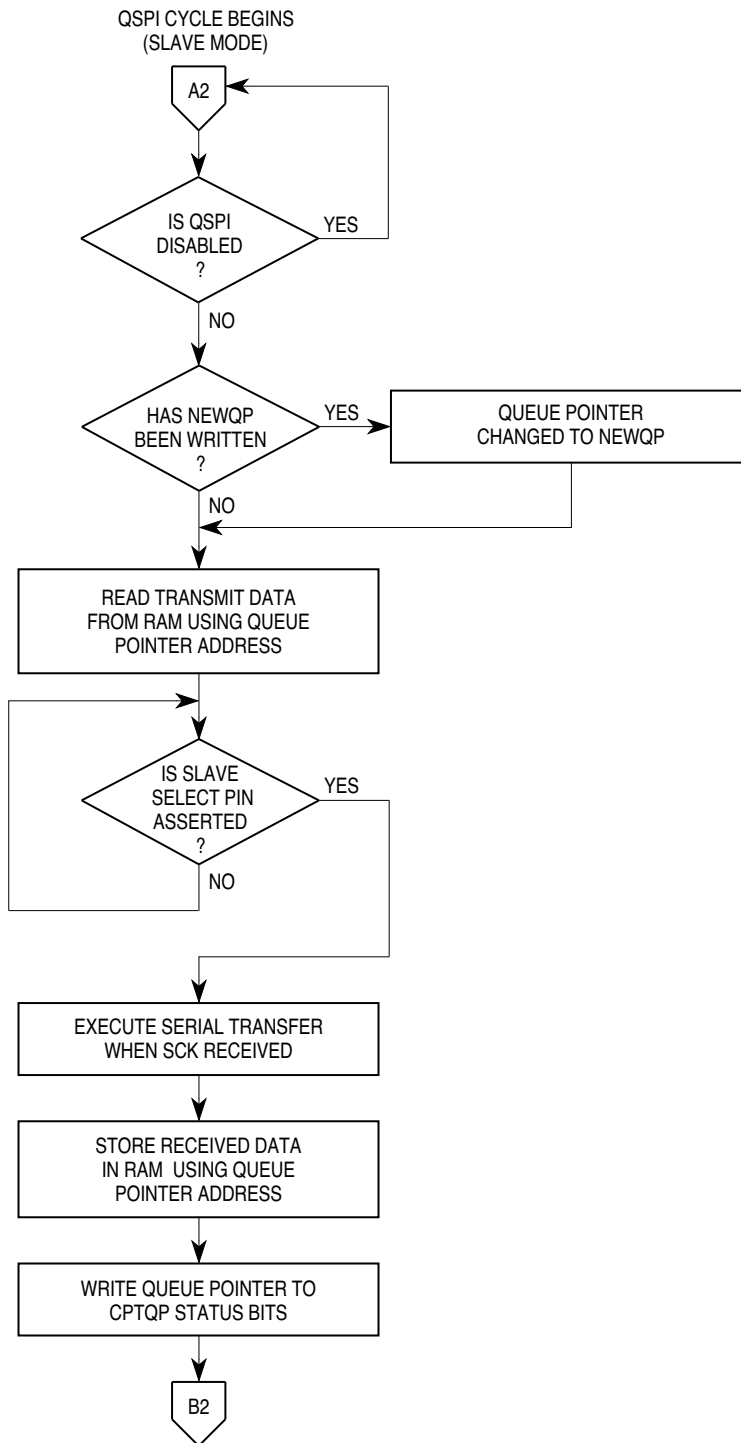 QSPI CYCLE BEGINS
(SLAVE MODE)
A2
IS QSPI
DISABLED
?
YES
NO
HAS NEWQP
BEEN WRITTEN
?
YES
QUEUE POINTER
CHANGED TO NEWQP
NO
READ TRANSMIT DATA
FROM RAM USING QUEUE
POINTER ADDRESS
IS SLAVE
SELECT PIN
ASSERTED
?
YES
NO
EXECUTE SERIAL TRANSFER
WHEN SCK RECEIVED
STORE RECEIVED DATA
IN RAM  USING QUEUE
POINTER ADDRESS
WRITE QUEUE POINTER TO
CPTQP STATUS BITS
B2